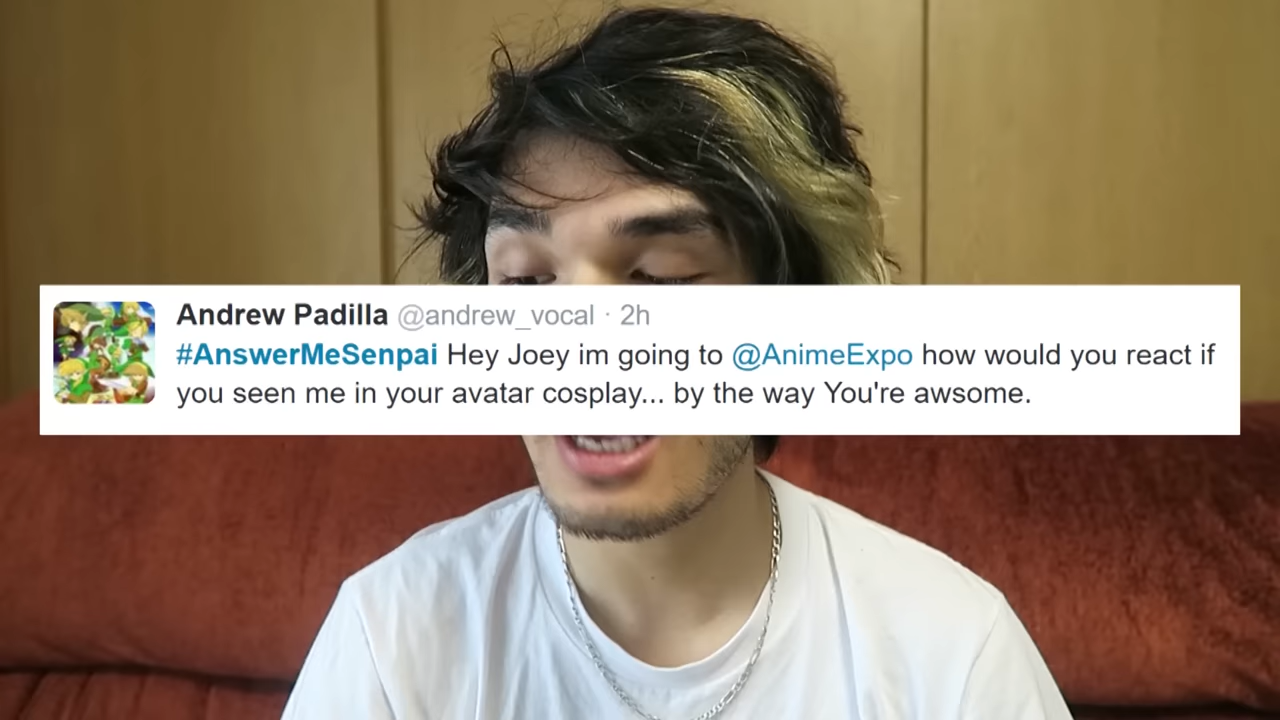 Andrew Padilla @andrew_vocal · 2h
#AnswerMeSenpai Hey Joey im going to @AnimeExpo how would you react if
you seen me in your avatar cosplay... by the way You're awsome.